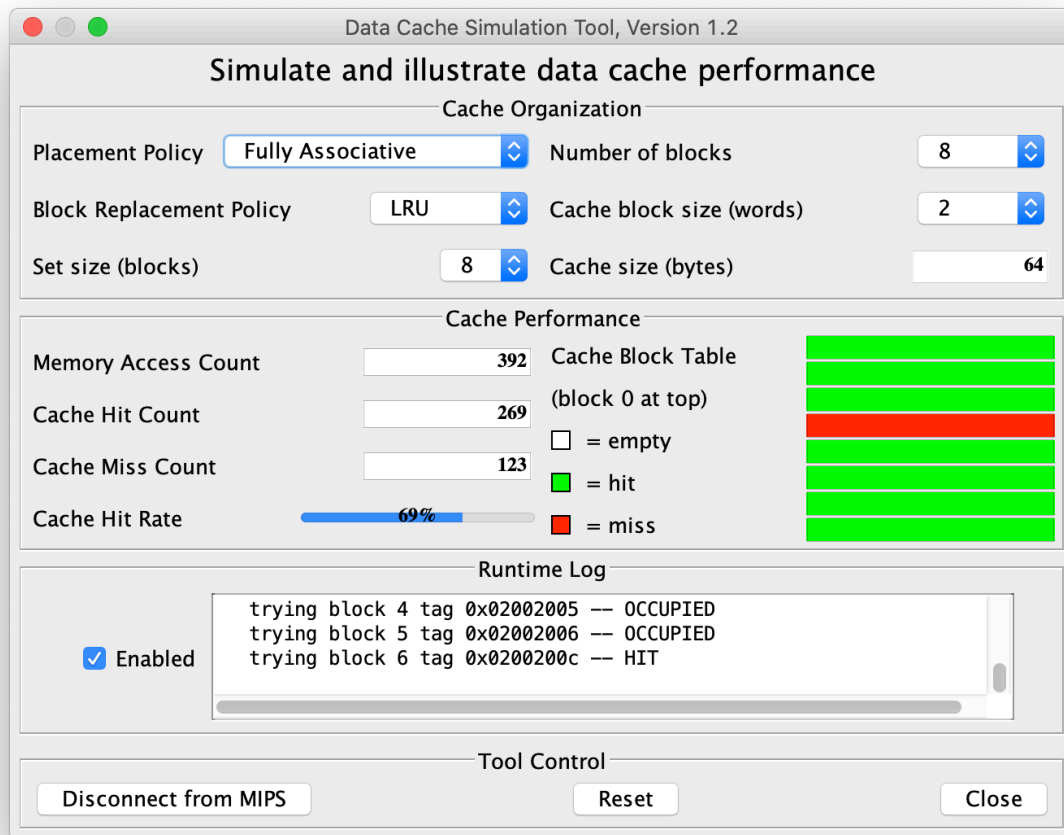 Data Cache Simulation Tool, Version 1.2
Simulate and illustrate data cache performance
Cache Organization
Placement Policy Fully Associative Number of blocks 8
Block Replacement Policy LRU Cache block size (words) 2
Set size (blocks) 8 Cache size (bytes) 64
Cache Performance
Memory Access Count 392 Cache Block Table
(block 0 at top)
Cache Hit Count 269
= empty
Cache Miss Count 123
= hit
Cache Hit Rate 69%
= miss
Runtime Log
Enabled
trying block 4 tag 0x02002005 -- OCCUPIED
trying block 5 tag 0x02002006 -- OCCUPIED
trying block 6 tag 0x0200200c -- HIT
Tool Control
Disconnect from MIPS Reset Close